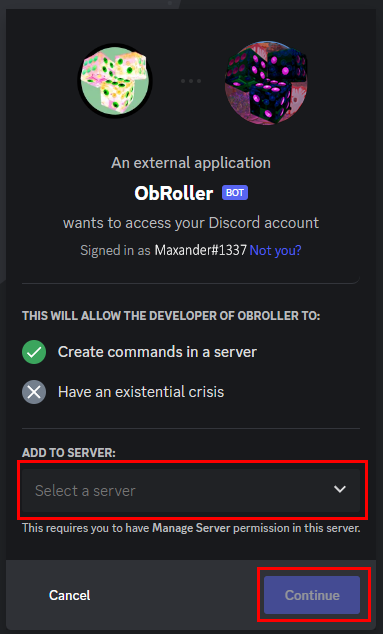 An external application
ObRoller BOT
wants to access your Discord account
Signed in as Maxander#1337 Not you?
THIS WILL ALLOW THE DEVELOPER OF OBROLLER TO:
Create commands in a server
Have an existential crisis
ADD TO SERVER:
Select a server
This requires you to have Manage Server permission in this server.
Cancel Continue